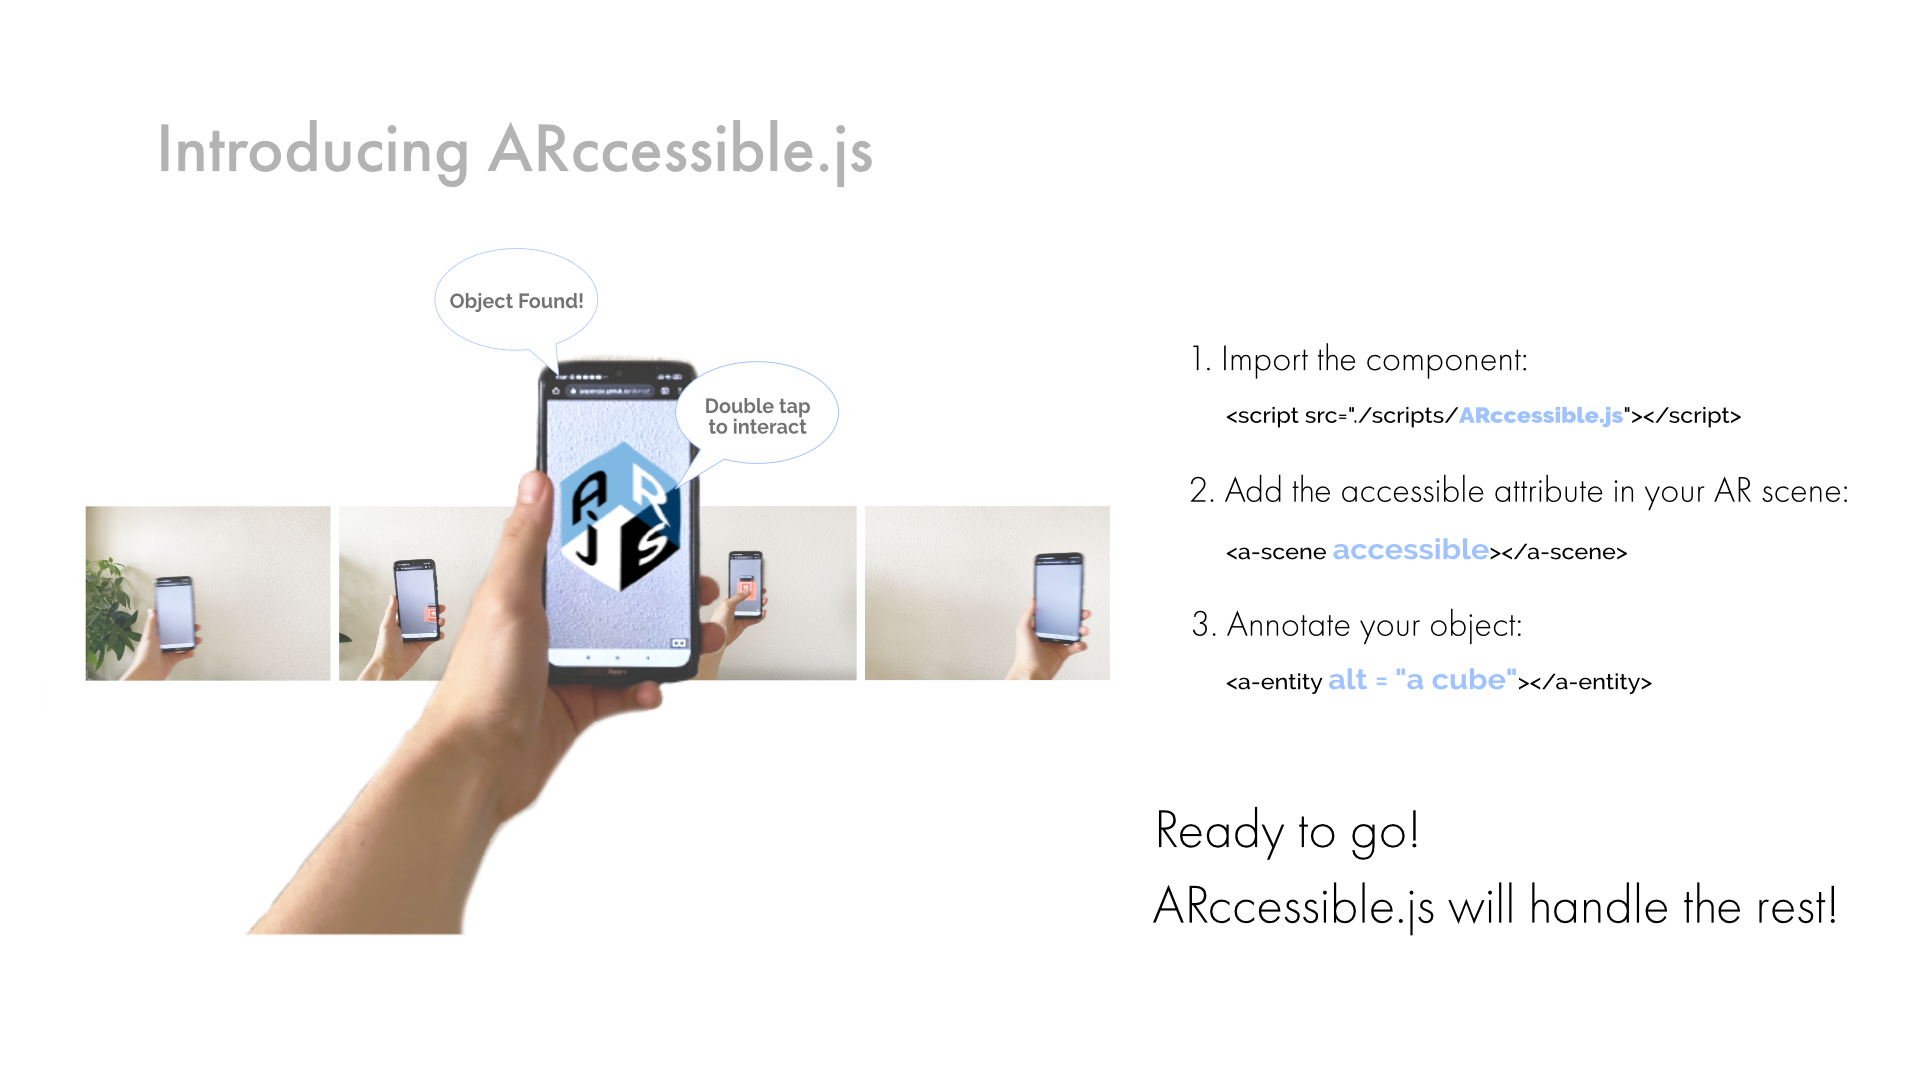 Introducing ARccessible.js
Object Found!
Double tap
to interact
A R
J S
1. Import the component:
<script src="./scripts/ARccessible.js"></script>
2. Add the accessible attribute in your AR scene:
<a-scene accessible></a-scene>
3. Annotate your object:
<a-entity alt = "a cube"></a-entity>
Ready to go!
ARccessible.js will handle the rest!